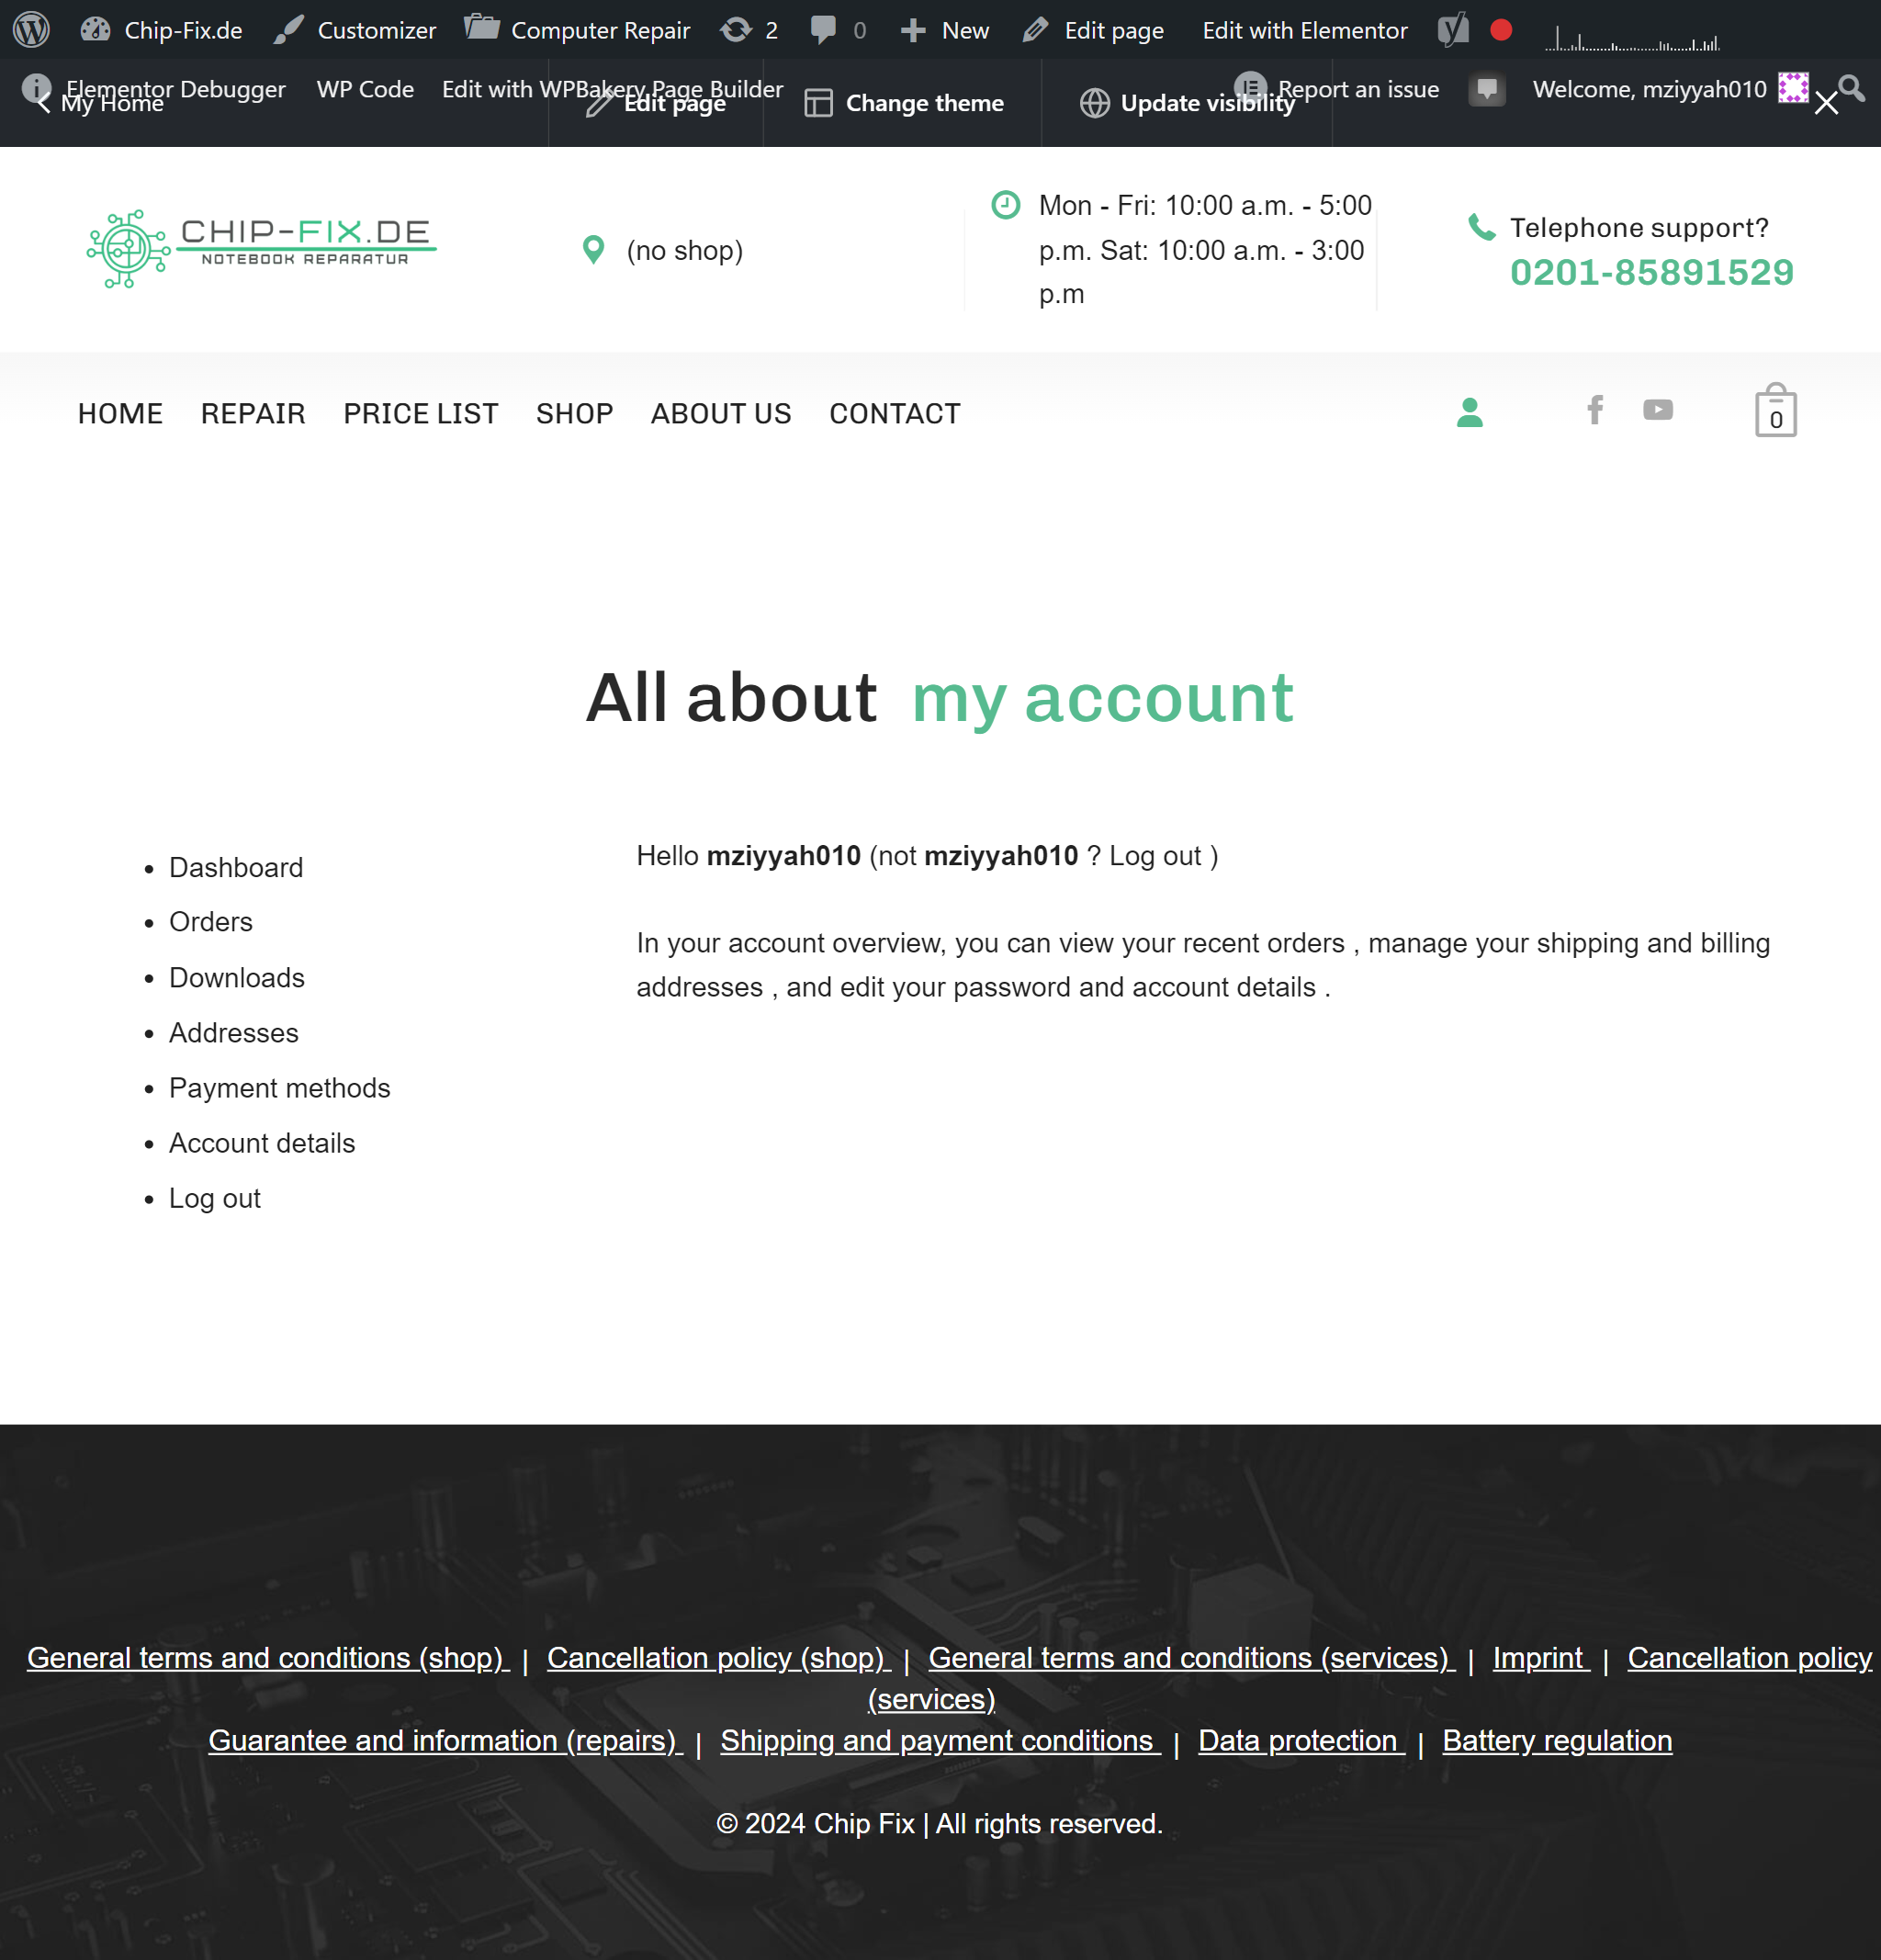 Chip-Fix.de Customizer Computer Repair 2 0 New Edit page Edit with Elementor
Elementor Debugger WP Code Edit with WPBakery Page Builder Report an issue Welcome, mziyyah010
My Home Edit page Change theme Update visibility
CHIP-FIX.DE
NOTEBOOK REPARATUR
(no shop)
Mon - Fri: 10:00 a.m. - 5:00
p.m. Sat: 10:00 a.m. - 3:00
p.m
Telephone support?
0201-85891529
HOME REPAIR PRICE LIST SHOP ABOUT US CONTACT
0
All about my account
Dashboard
Orders
Downloads
Addresses
Payment methods
Account details
Log out
Hello mziyyah010 (not mziyyah010 ? Log out )
In your account overview, you can view your recent orders , manage your shipping and billing
addresses , and edit your password and account details .
General terms and conditions (shop) | Cancellation policy (shop) | General terms and conditions (services) | Imprint | Cancellation policy
(services)
Guarantee and information (repairs) | Shipping and payment conditions | Data protection | Battery regulation
© 2024 Chip Fix | All rights reserved.